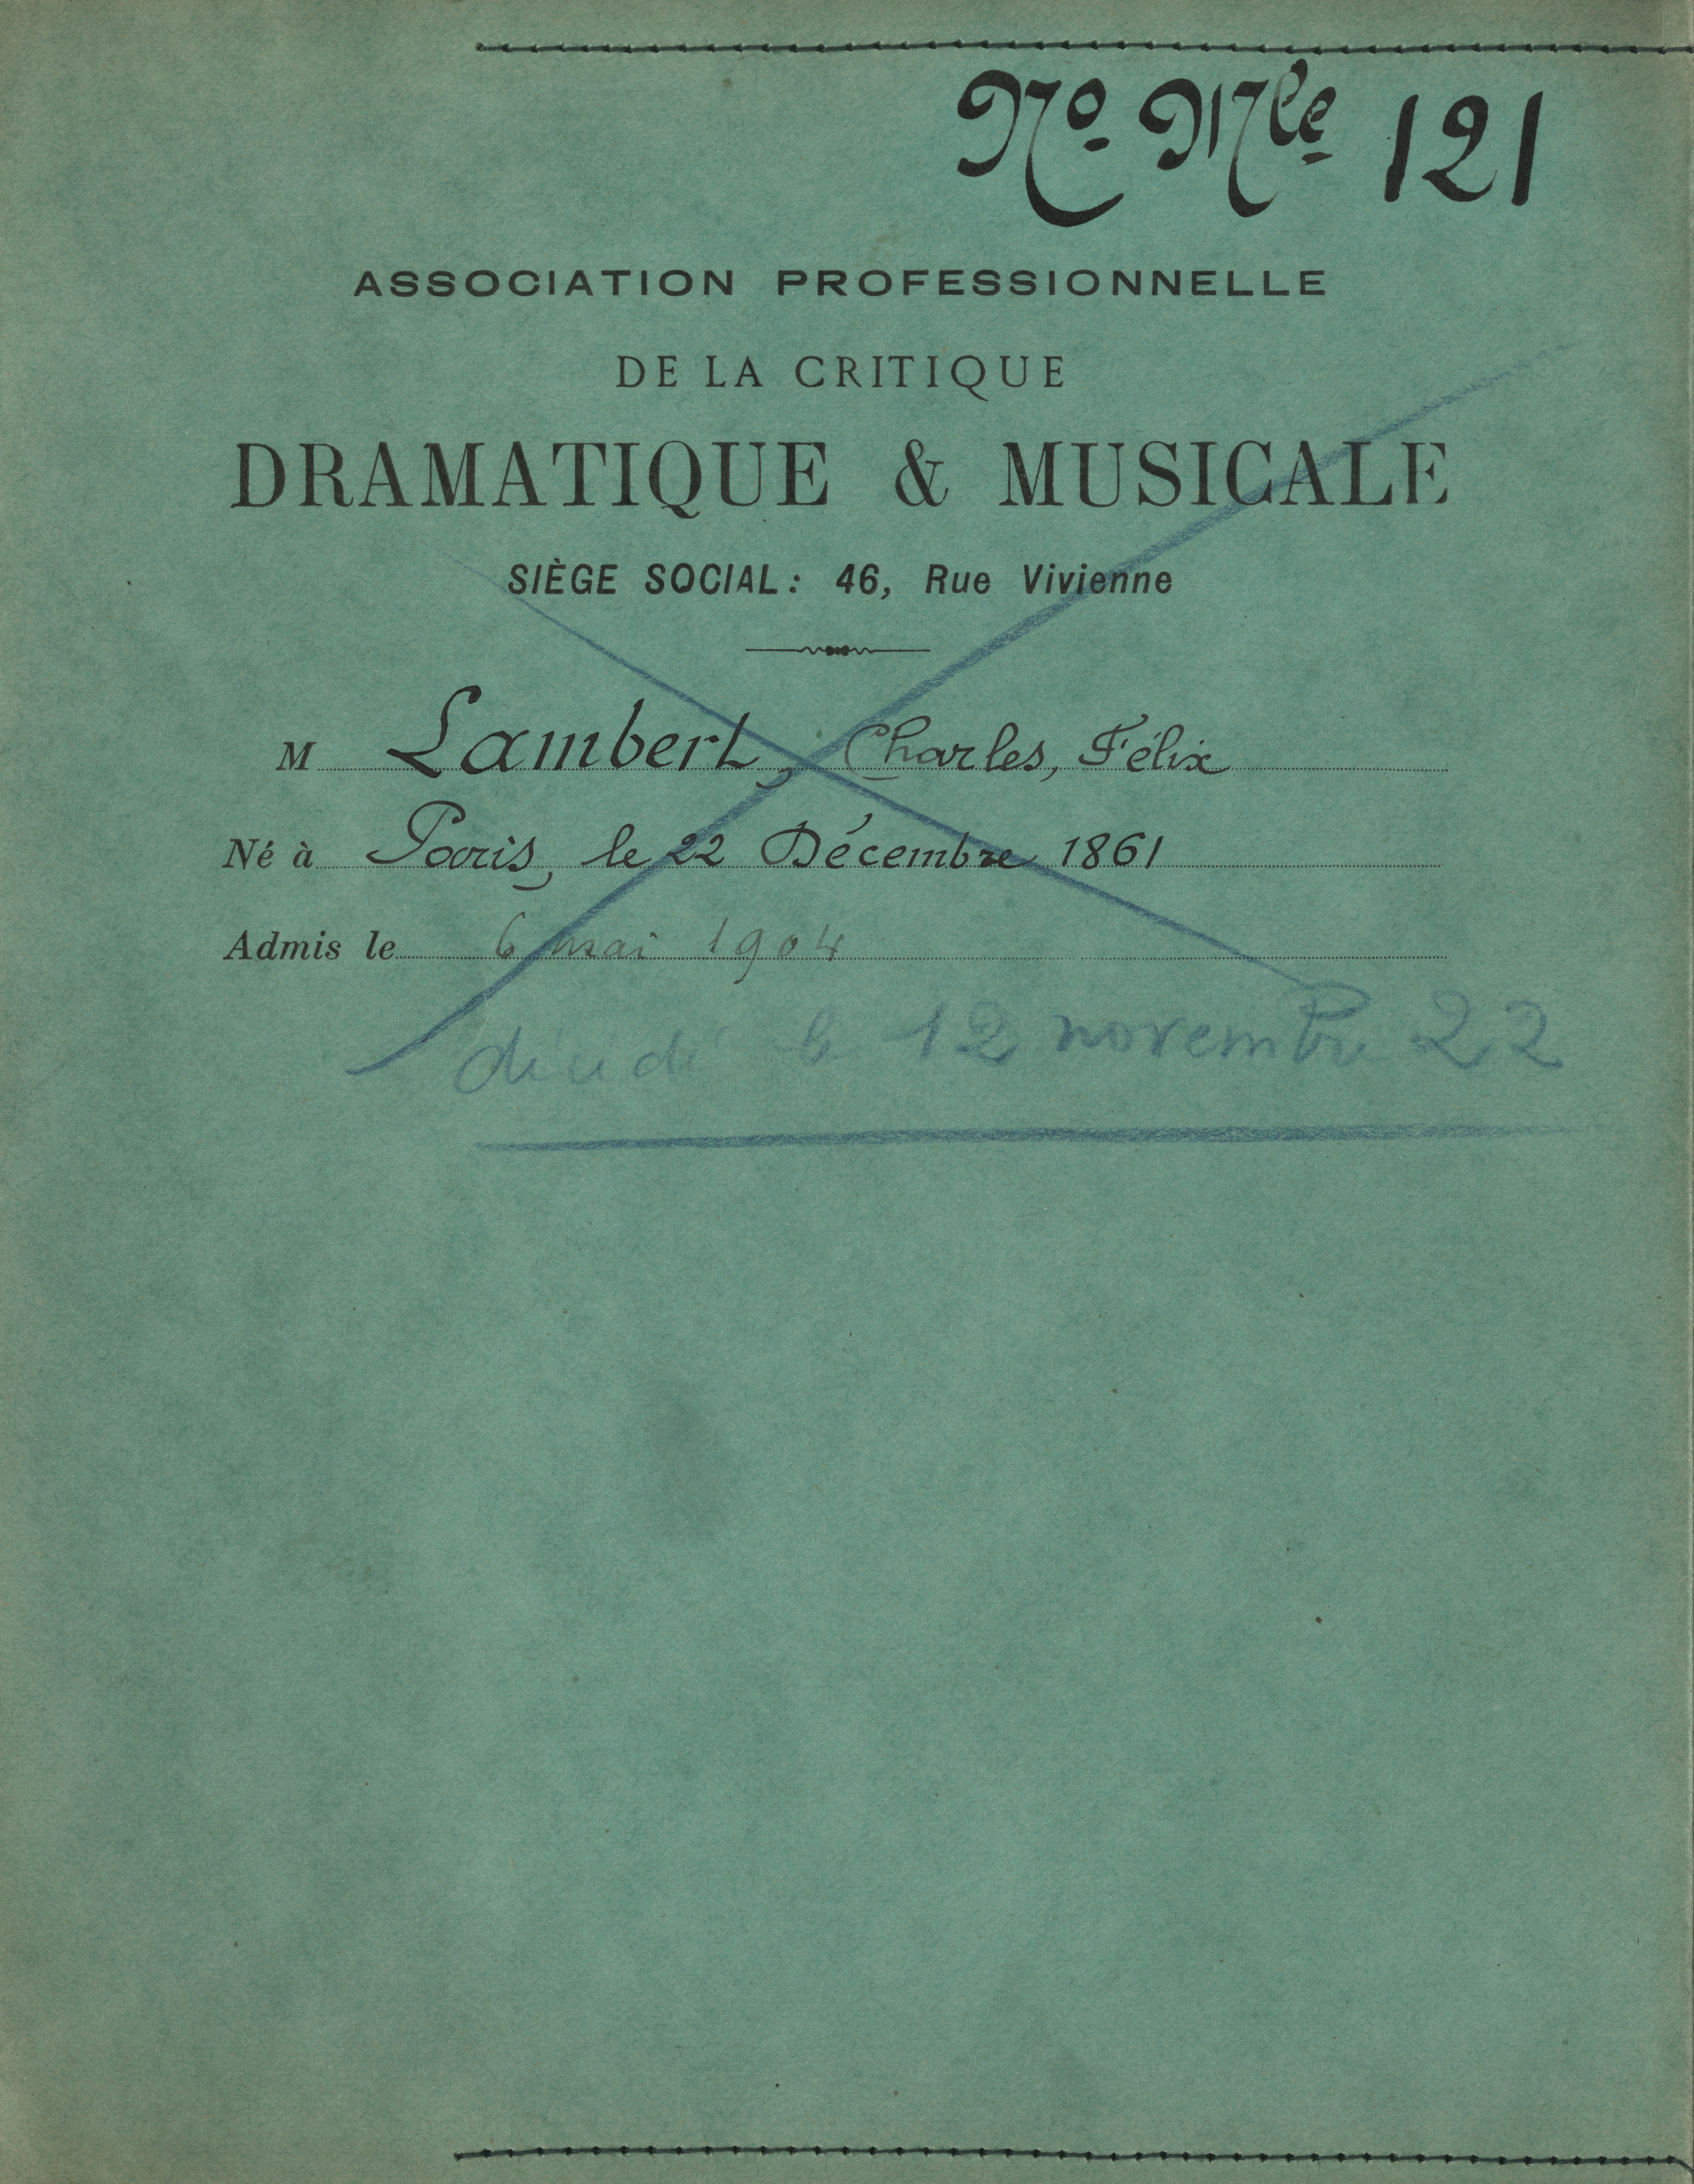 No Mle 121
ASSOCIATION PROFESSIONNELLE
DE LA CRITIQUE
DRAMATIQUE & MUSICALE
SIÈGE SOCIAL: 46, Rue Vivienne
M Lambert, Charles, Félix
Né à Paris, le 22 Décembre 1861
Admis le 6 mai 1904
décidé le 12 novembre 22